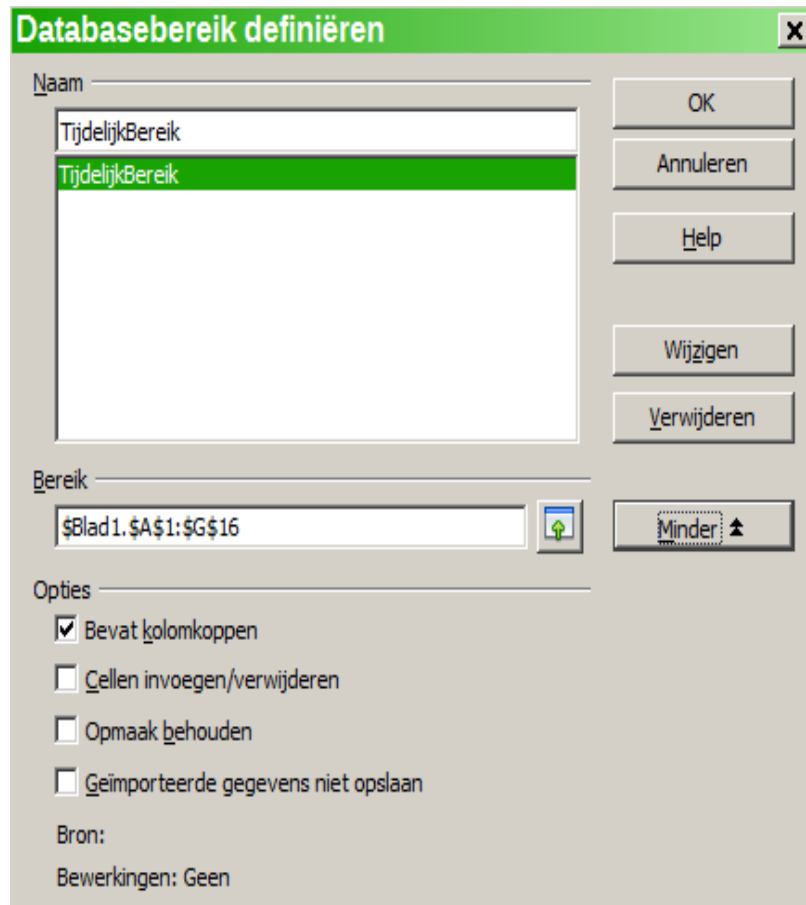 Databasebereik definiëren
Naam
TijdelijkBereik
TijdelijkBereik
OK
Annuleren
Help
Wijzigen
Verwijderen
Bereik
$Blad1.$A$1:$G$16
Minder
Opties
Bevat kolomkoppen
Cellen invoegen/verwijderen
Opmaak behouden
Geïmporteerde gegevens niet opslaan
Bron:
Bewerkingen: Geen